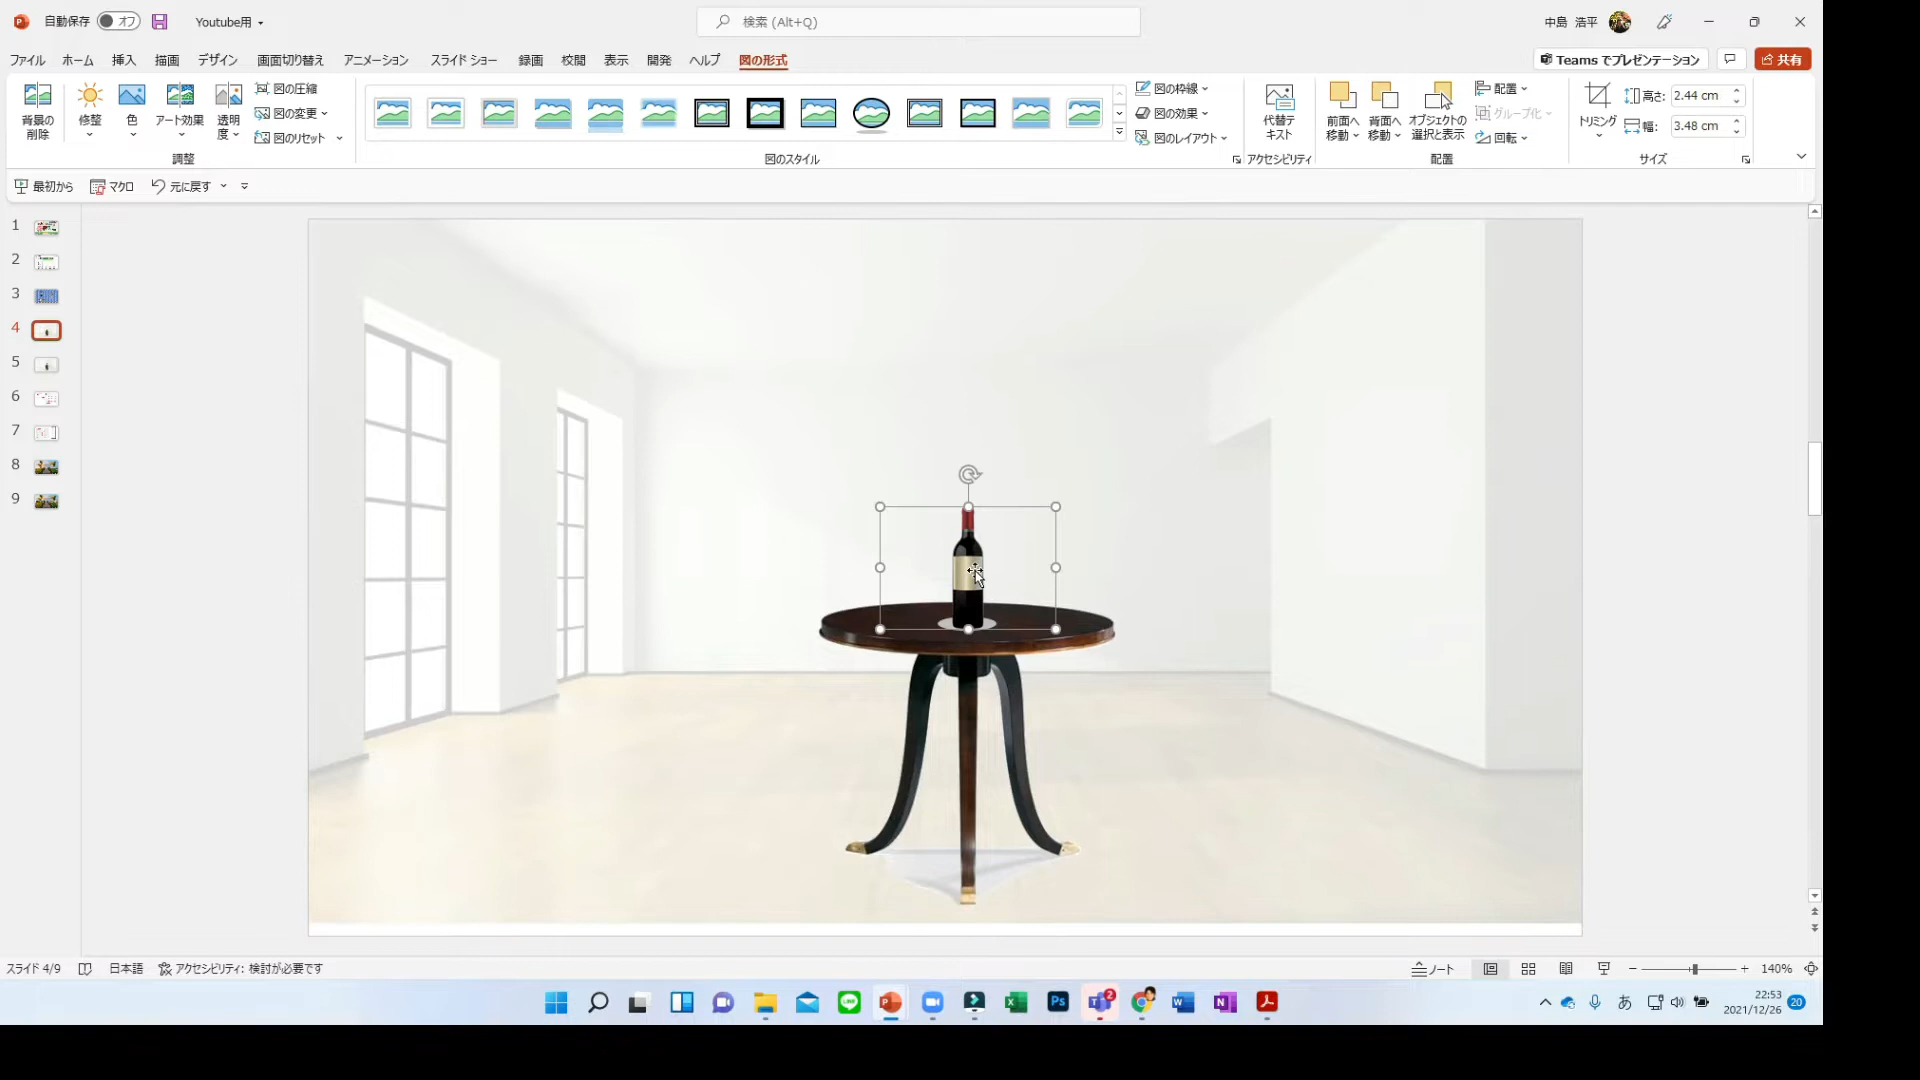 自動保存 オフ
Youtube用
検索 (Alt+Q)
中島 浩平
ファイル ホーム 挿入 描画 デザイン 画面切り替え アニメーション スライド ショー 録画 校閲 表示 開発 ヘルプ 図の形式
Teams でプレゼンテーション
共有
背景の
削除
修整
色
アート効果
透明
度
図の圧縮
図の変更
図のリセット
調整
図のスタイル
図の枠線
図の効果
図のレイアウト
代替テ
キスト
アクセシビリティ
前面へ
移動
背面へ
移動
オブジェクトの
選択と表示
配置
グループ化
回転
配置
トリミング
高さ: 2.44 cm
幅: 3.48 cm
サイズ
最初から マクロ 元に戻す
1
2
3
4
5
6
7
8
9
スライド 4/9 日本語 アクセシビリティ: 検討が必要です
ノート
140%
LINE
Ps
2
あ
22:53
2021/12/26
20